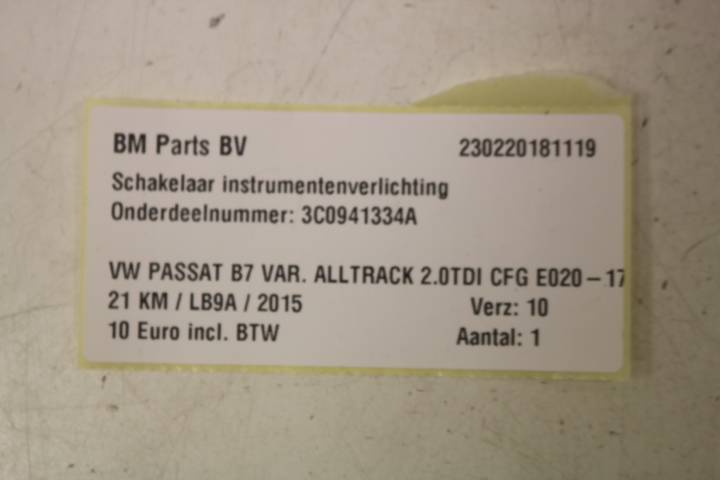 BM Parts BV 230220181119
Schakelaar instrumentenverlichting
Onderdeelnummer: 3C0941334A
VW PASSAT B7 VAR. ALLTRACK 2.0TDI CFG E020-17
21 KM / LB9A / 2015 Verz: 10
10 Euro incl. BTW Aantal: 1